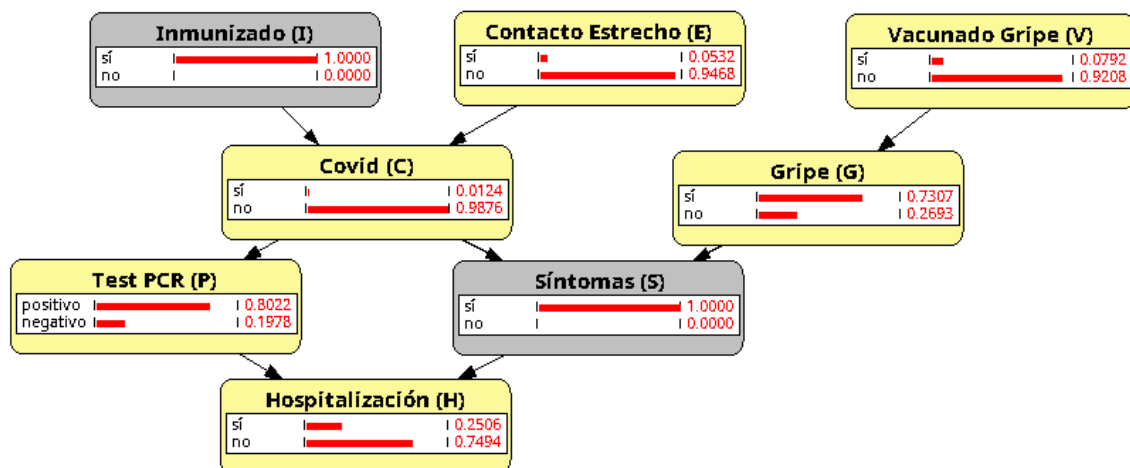 Inmunizado (I)
sí 1.0000
no 0.0000
Contacto Estrecho (E)
sí 0.0532
no 0.9468
Vacunado Gripe (V)
sí 0.0792
no 0.9208
Covid (C)
sí 0.0124
no 0.9876
Gripe (G)
sí 0.7307
no 0.2693
Test PCR (P)
positivo 0.8022
negativo 0.1978
Síntomas (S)
sí 1.0000
no 0.0000
Hospitalización (H)
sí 0.2506
no 0.7494